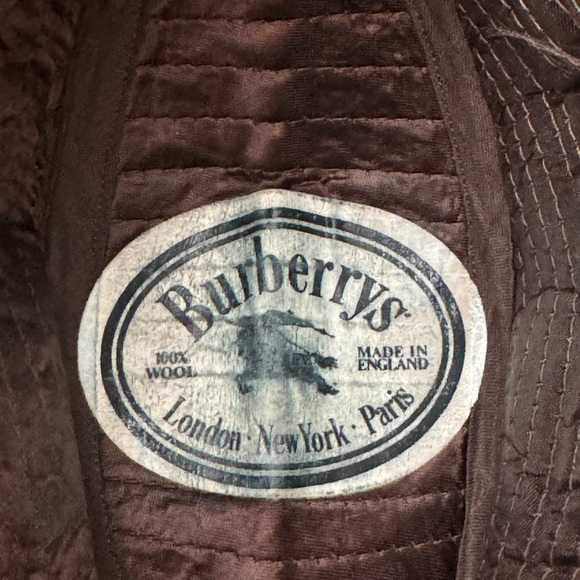 Burberrys
100%
WOOL
MADE IN
ENGLAND
London · New York · Paris